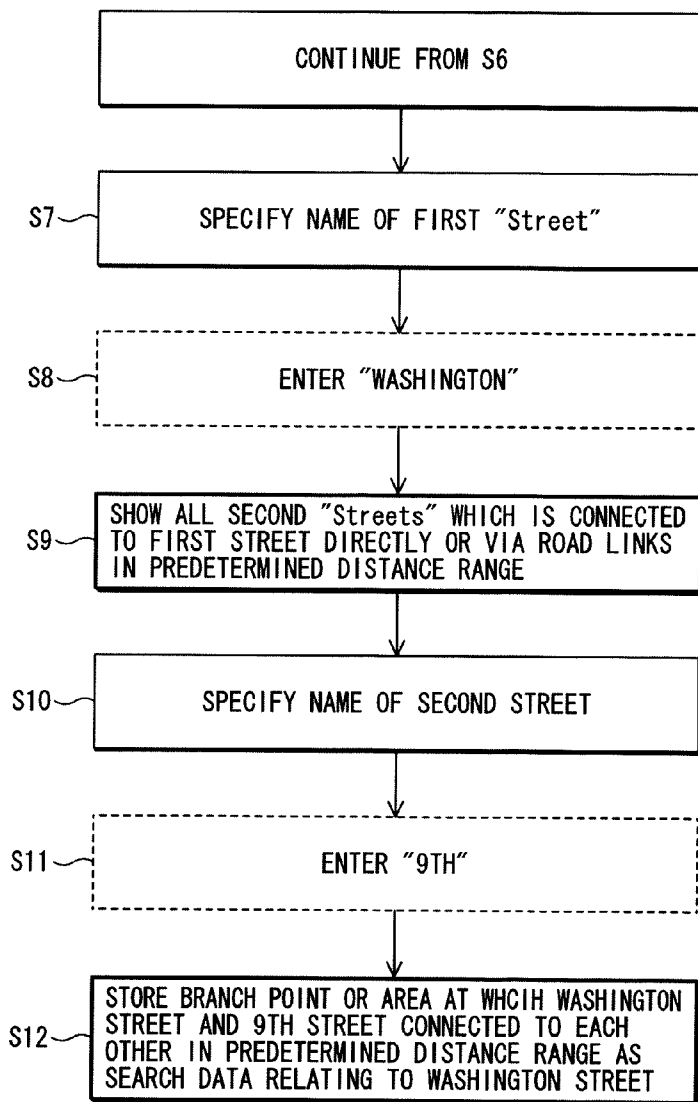 CONTINUE FROM S6
S7
SPECIFY NAME OF FIRST "Street"
S8
ENTER "WASHINGTON"
S9
SHOW ALL SECOND "Streets" WHICH IS CONNECTED
TO FIRST STREET DIRECTLY OR VIA ROAD LINKS
IN PREDETERMINED DISTANCE RANGE
S10
SPECIFY NAME OF SECOND STREET
S11
ENTER "9TH"
S12
STORE BRANCH POINT OR AREA AT WHCIH WASHINGTON
STREET AND 9TH STREET CONNECTED TO EACH
OTHER IN PREDETERMINED DISTANCE RANGE AS
SEARCH DATA RELATING TO WASHINGTON STREET